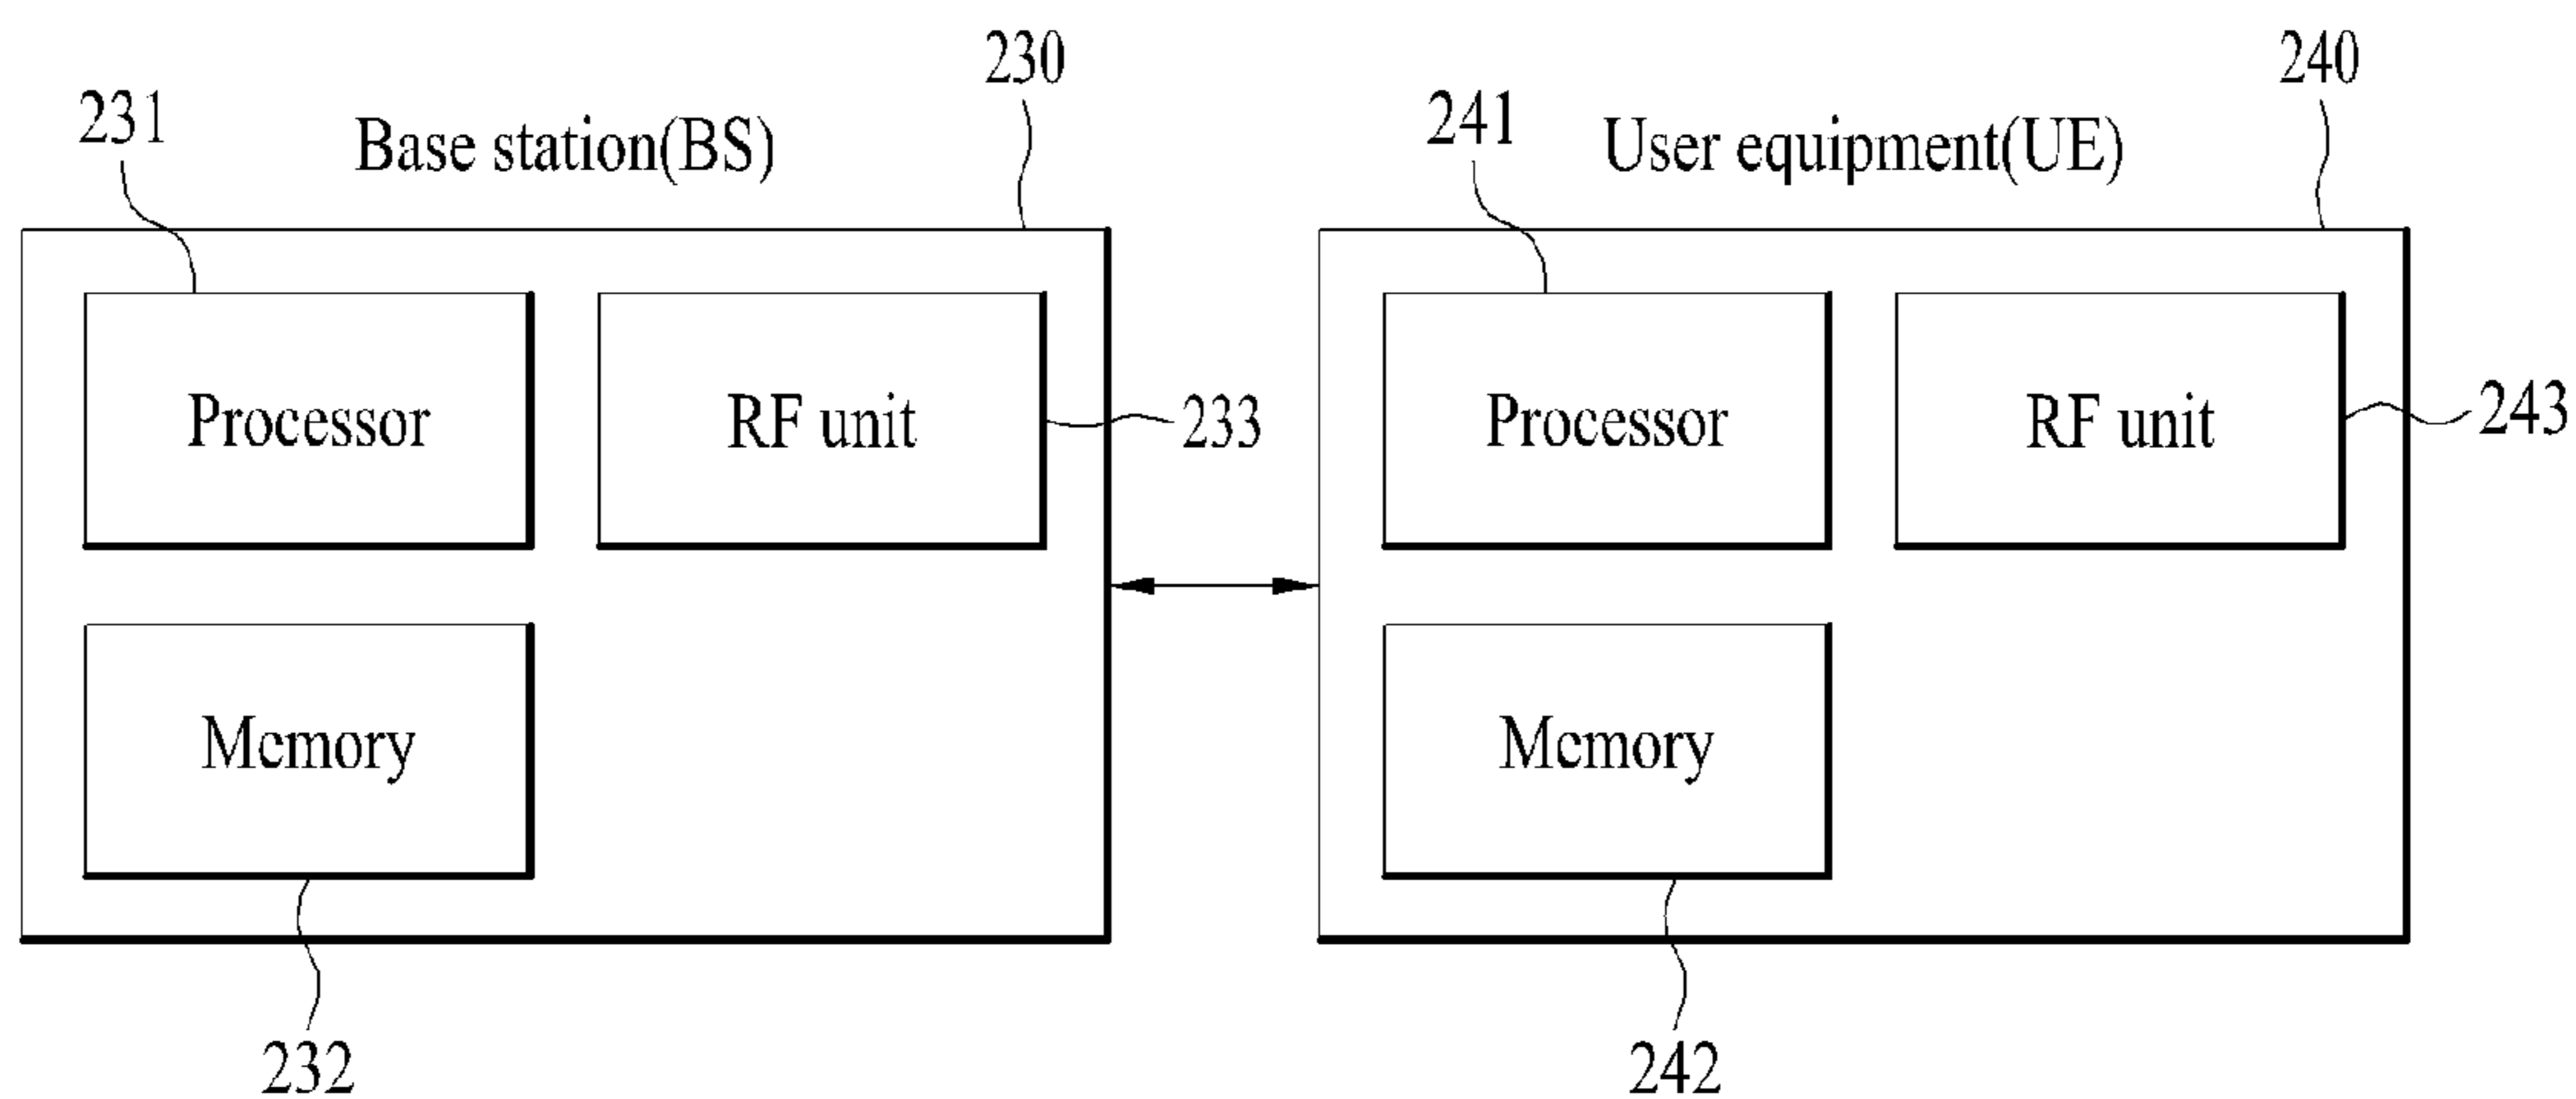 230
240
231
Base station(BS)
241
User equipment(UE)
Processor
RF unit
233
Processor
RF unit
243
Memory
Memory
232
242